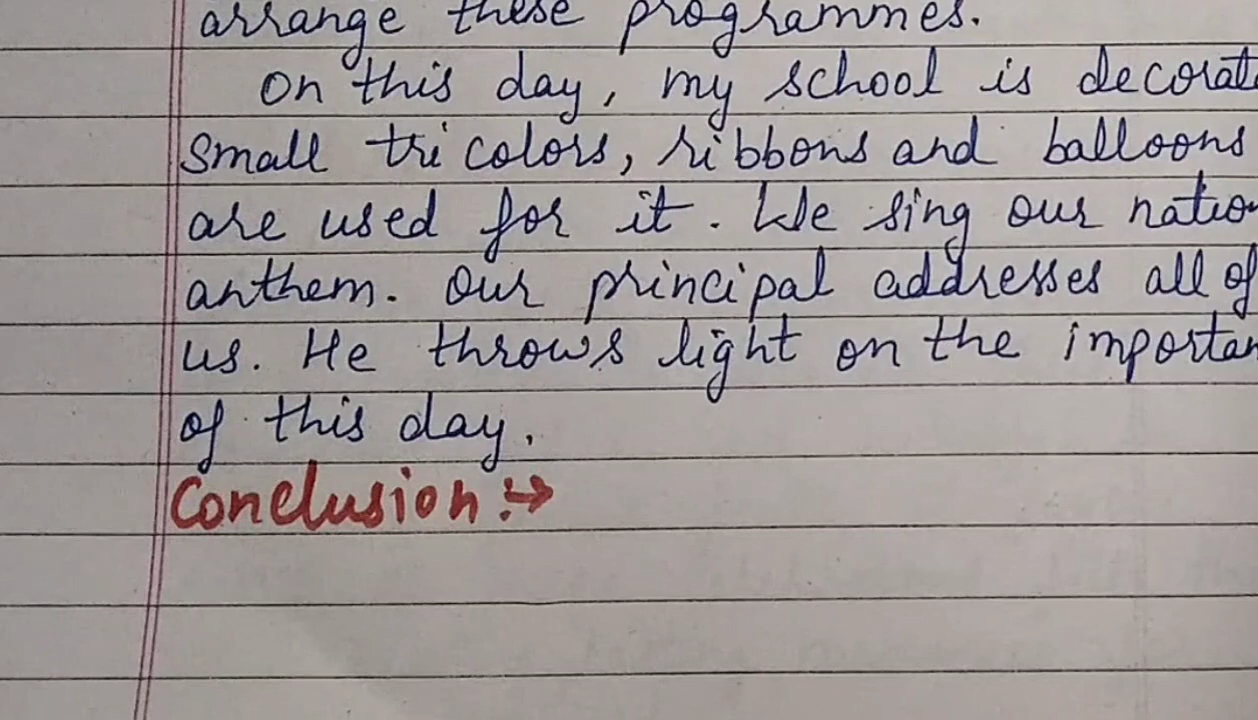 arrange these programmes.
on this day, my school is decorat
small tri colors, ribbons and balloons
are used for it. We sing our natio
anthem. Our principal addresses all of
us. He throws light on the importan
of this day.
Conclusion :→